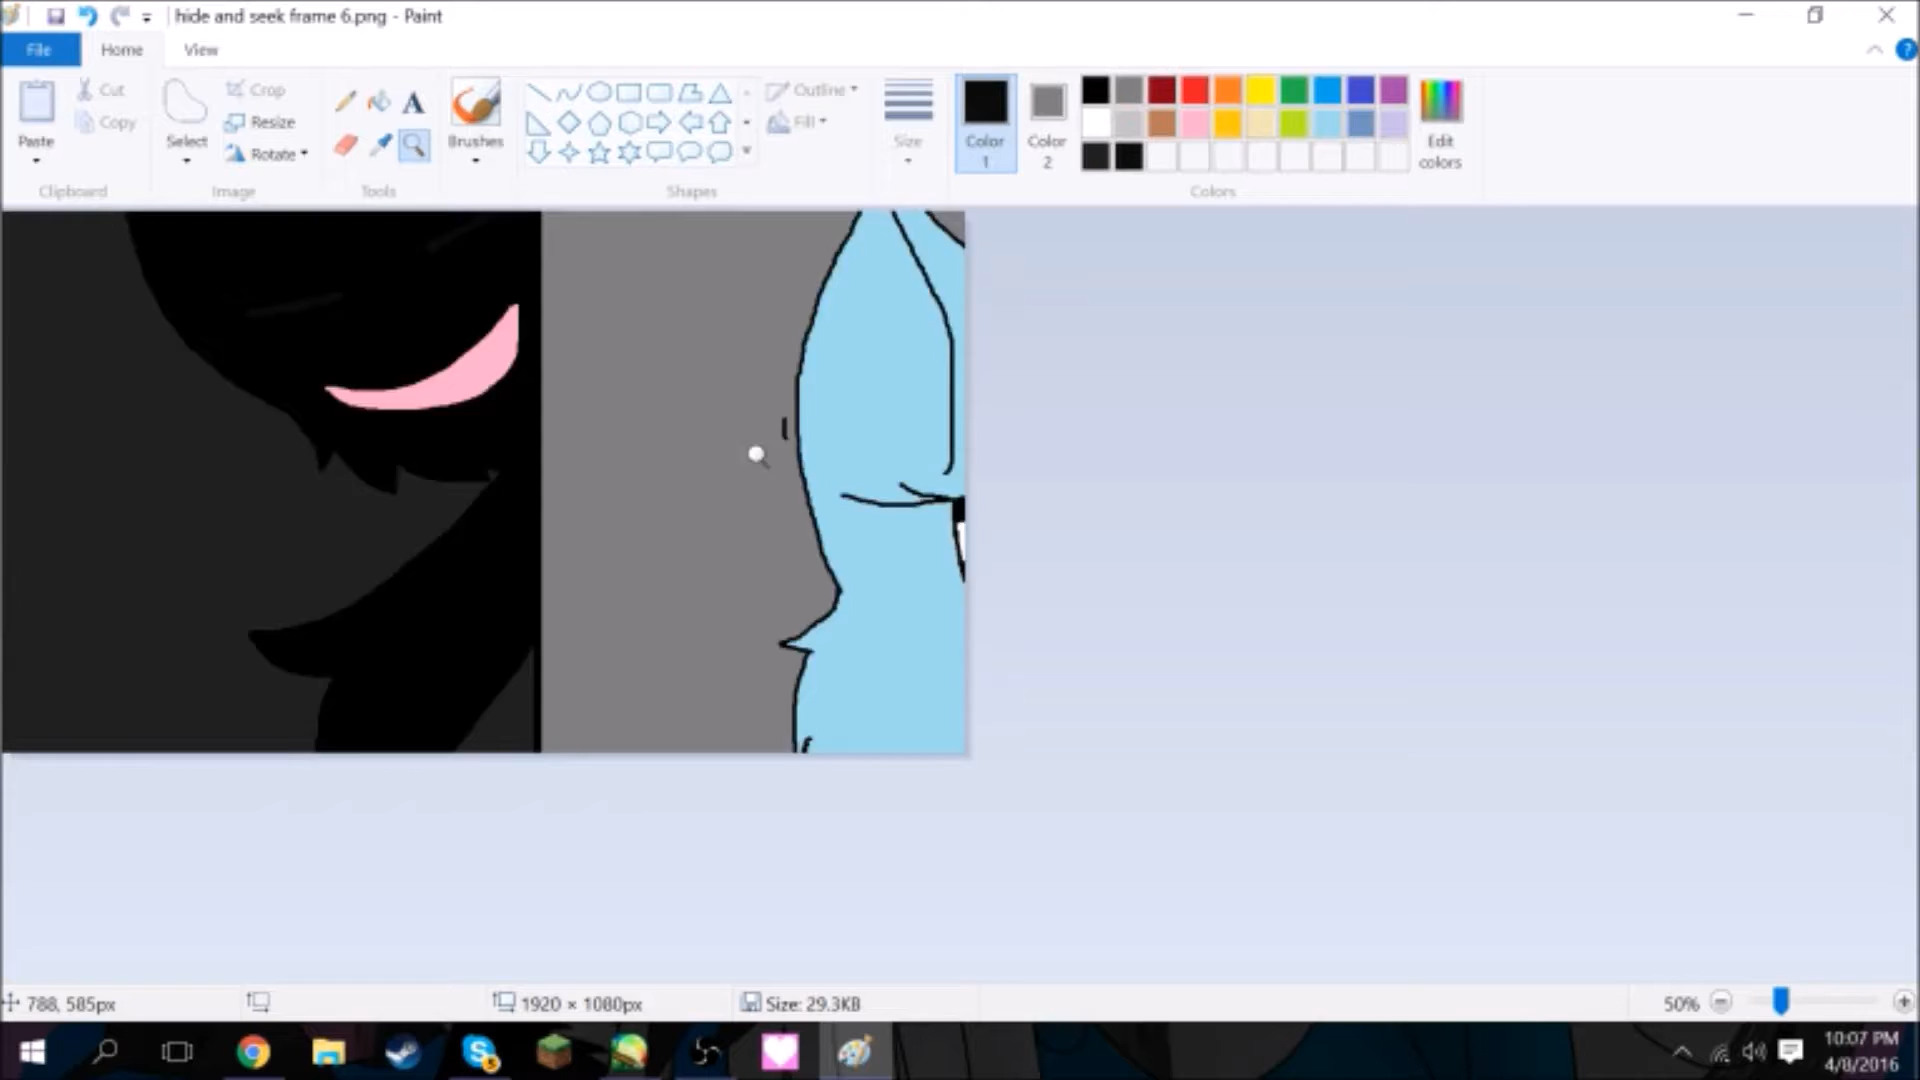 hide and seek frame 6.png - Paint
File Home View
Paste Cut Copy Clipboard
Select Crop Resize Rotate Image
A Tools
Brushes
Shapes
Outline Fill
Size
Color 1
Color 2
Edit colors
Colors
788, 585px 1920 × 1080px Size: 29.3KB 50%
10:07 PM
4/8/2016